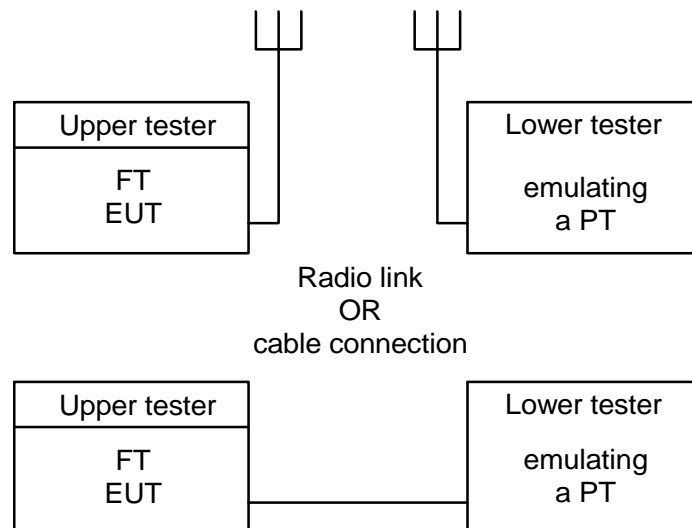 Upper tester
FT
EUT
Lower tester
emulating
a PT
Radio link
OR
cable connection
Upper tester
FT
EUT
Lower tester
emulating
a PT